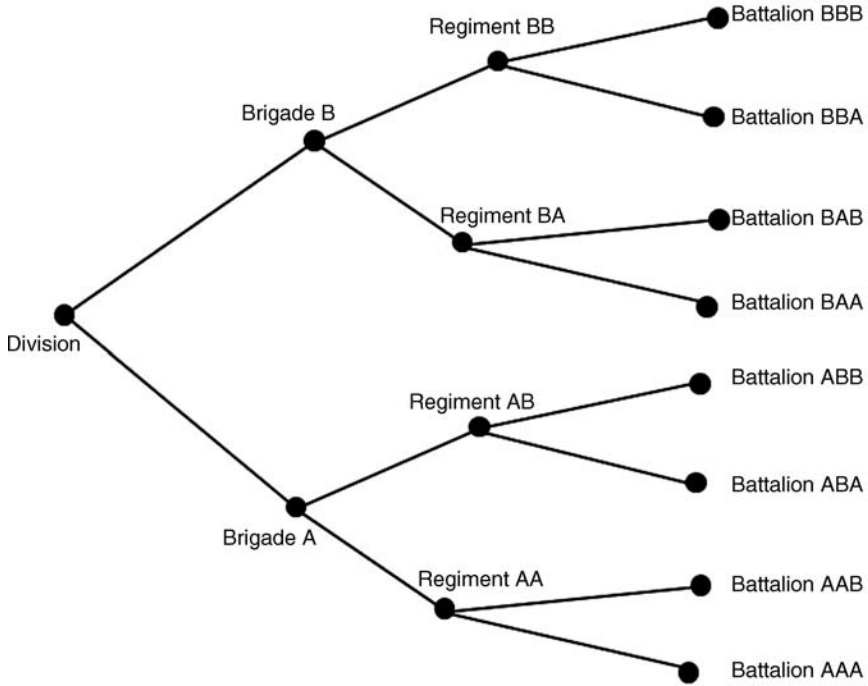 Battalion BBB
Regiment BB
Brigade B
Battalion BBA
Regiment BA
Battalion BAB
Battalion BAA
Division
Battalion ABB
Regiment AB
Battalion ABA
Brigade A
Regiment AA
Battalion AAB
Battalion AAA